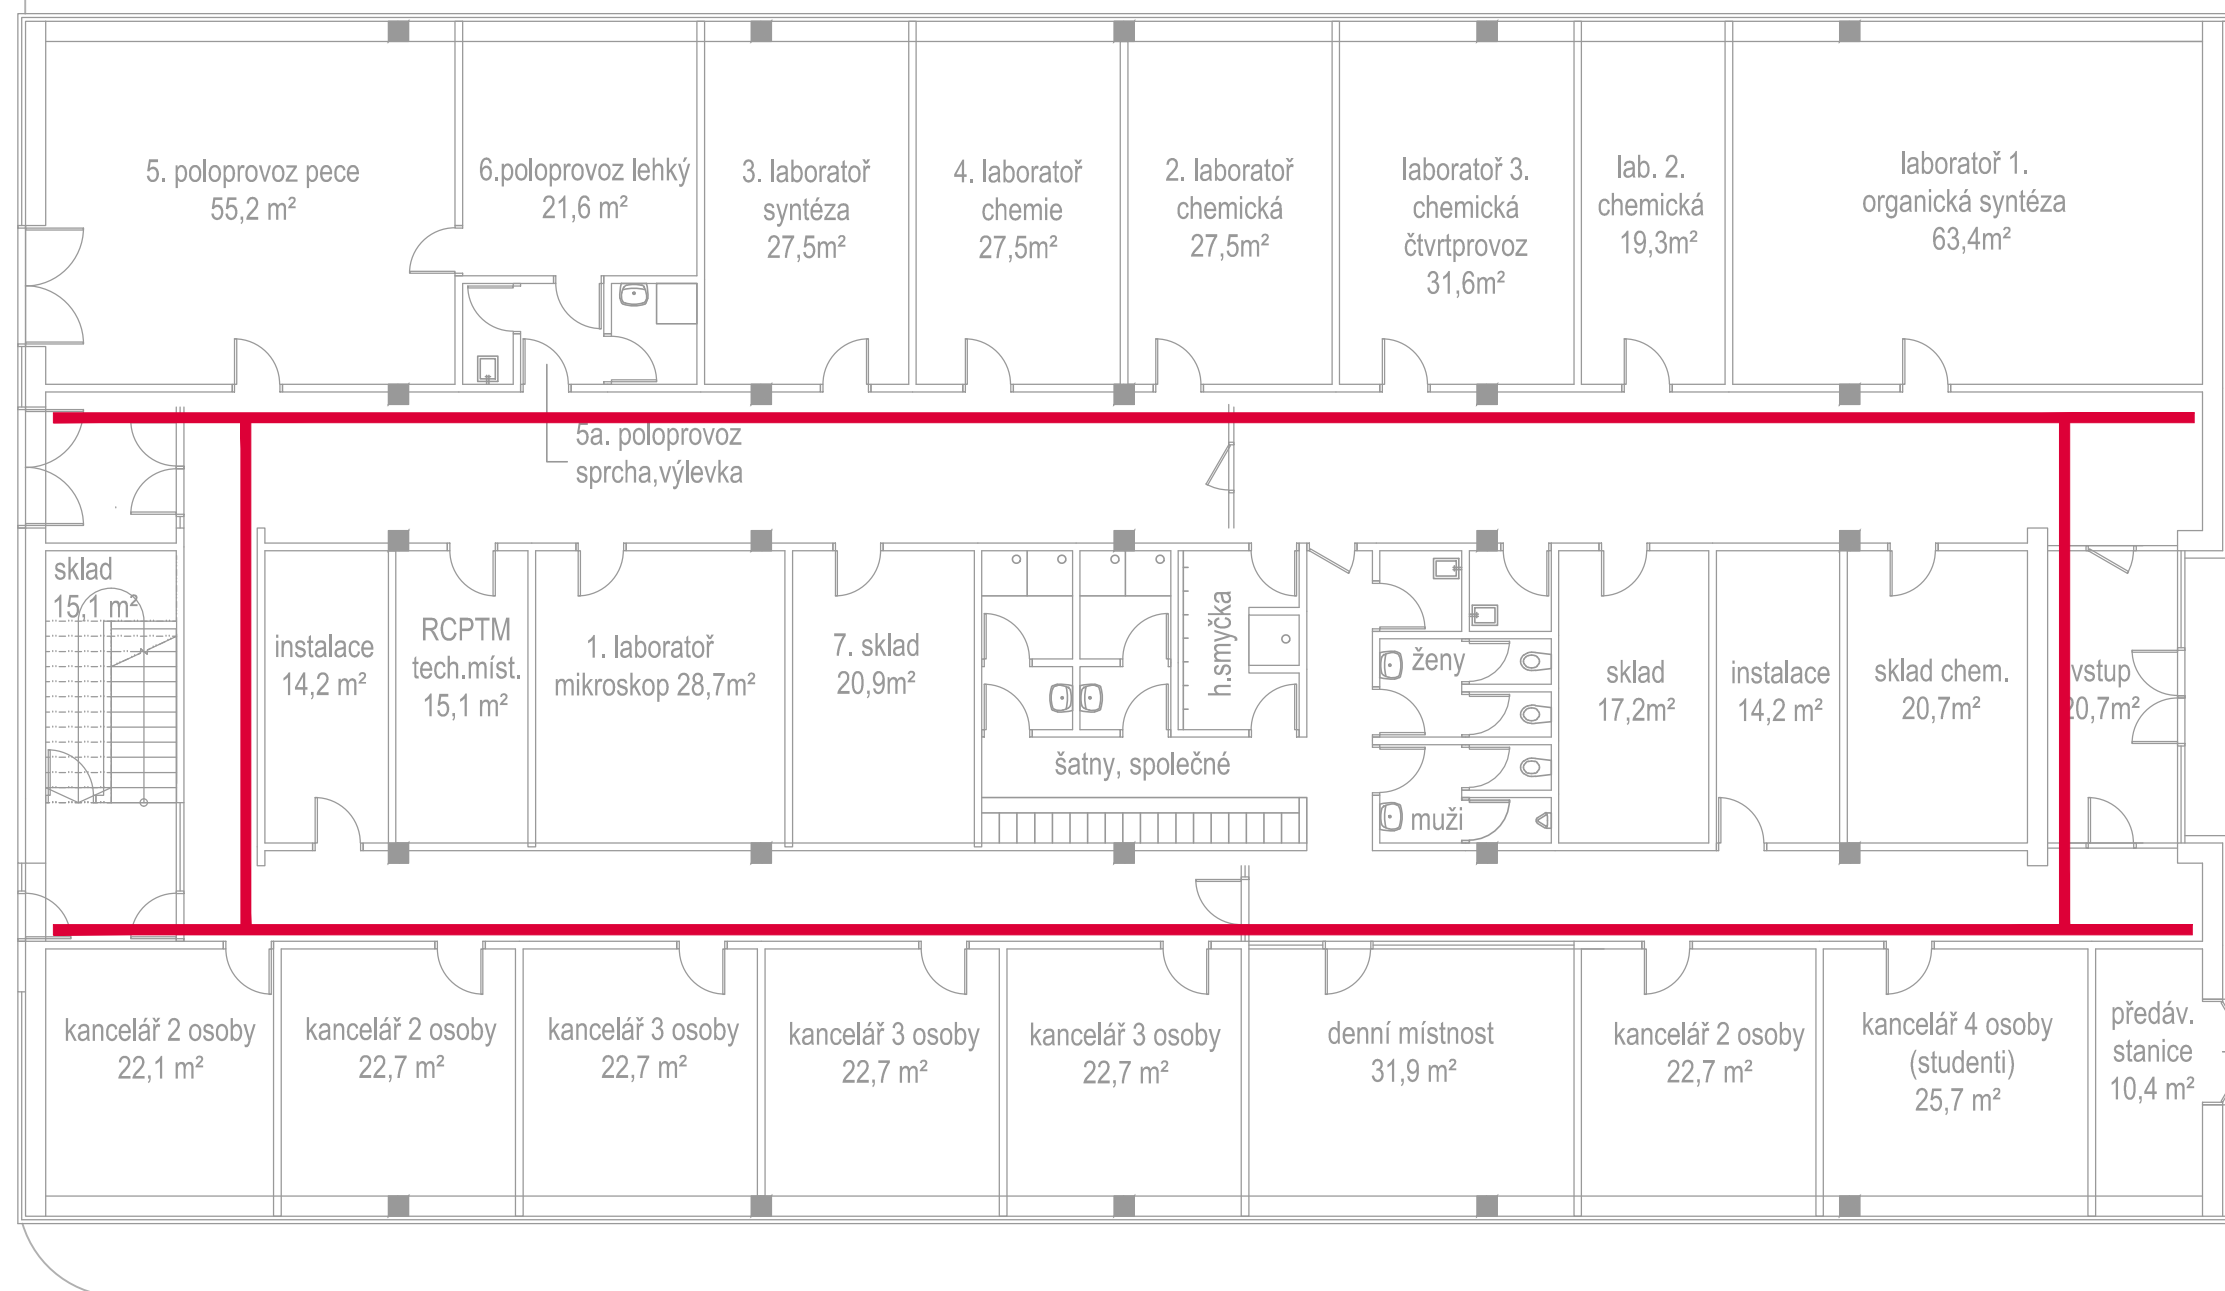 5. poloprovoz pece
55,2 m²
6.poloprovoz lehký
21,6 m²
3. laboratoř
syntéza
27,5m²
4. laboratoř
chemie
27,5m²
2. laboratoř
chemická
27,5m²
laboratoř 3.
chemická
čtvrtprovoz
31,6m²
lab. 2.
chemická
19,3m²
laboratoř 1.
organická syntéza
63,4m²
5a. poloprovoz
sprcha,výlevka
sklad
15,1 m²
instalace
14,2 m²
RCPTM
tech.míst.
15,1 m²
1. laboratoř
mikroskop 28,7m²
7. sklad
20,9m²
šatny, společné
h.smyčka
ženy
muži
sklad
17,2m²
instalace
14,2 m²
sklad chem.
20,7m²
vstup
20,7m²
kancelář 2 osoby
22,1 m²
kancelář 2 osoby
22,7 m²
kancelář 3 osoby
22,7 m²
kancelář 3 osoby
22,7 m²
kancelář 3 osoby
22,7 m²
denní místnost
31,9 m²
kancelář 2 osoby
22,7 m²
kancelář 4 osoby
(studenti)
25,7 m²
předáv.
stanice
10,4 m²